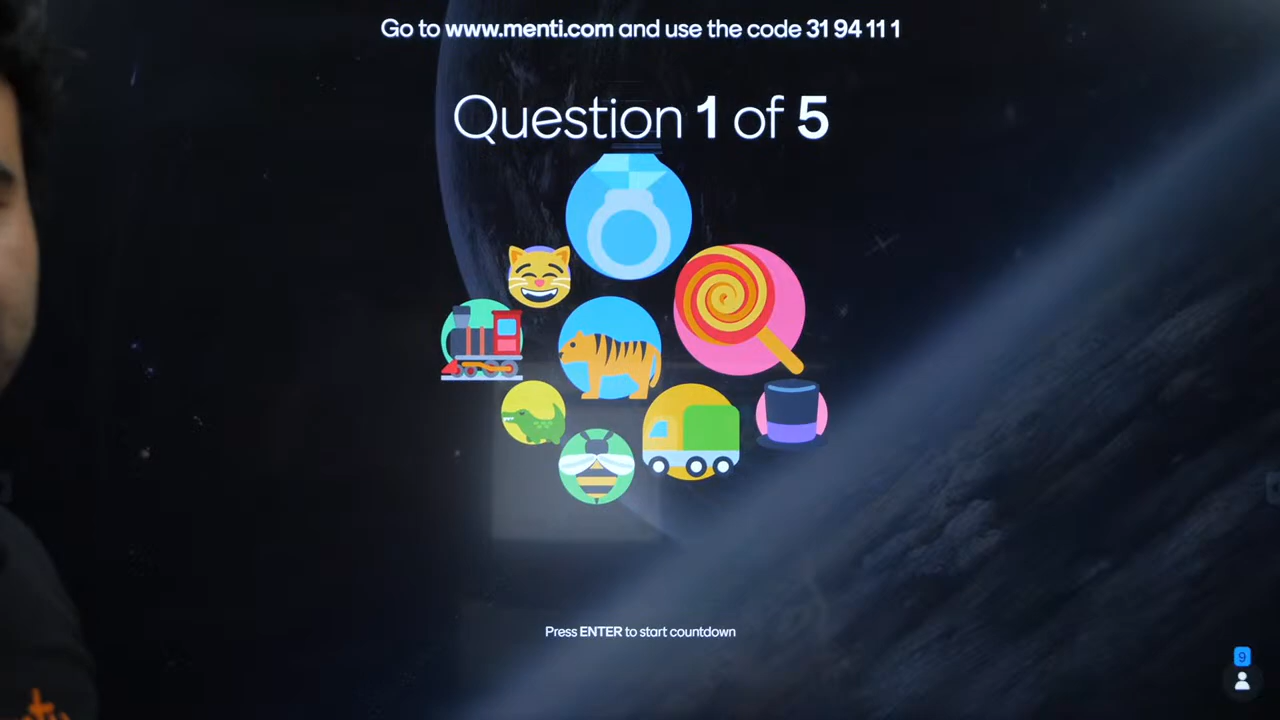 Go to www.menti.com and use the code 31 94 11 1
Question 1 of 5
Press ENTER to start countdown
9